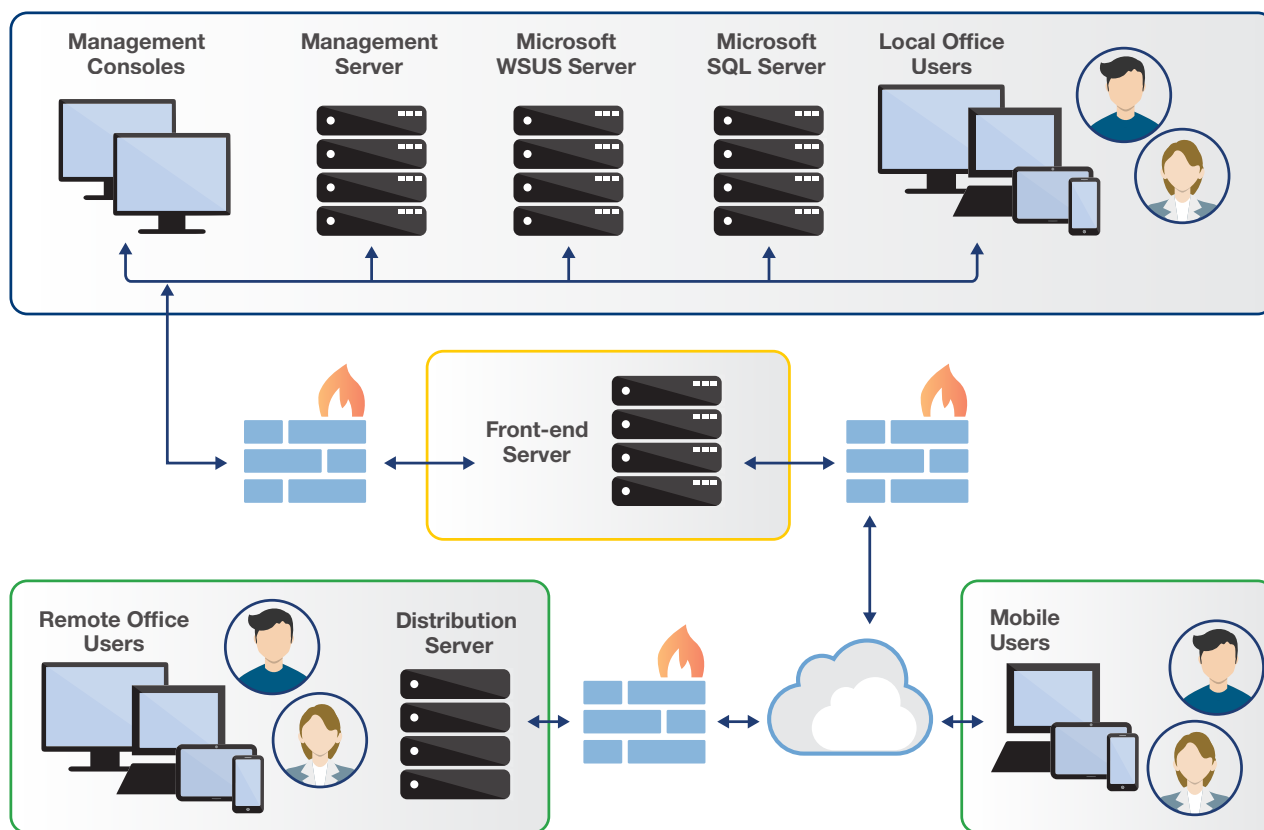 Management
Consoles
Management
Server
Microsoft
WSUS Server
Microsoft
SQL Server
Local Office
Users
Front-end
Server
Remote Office
Users
Distribution
Server
Mobile
Users